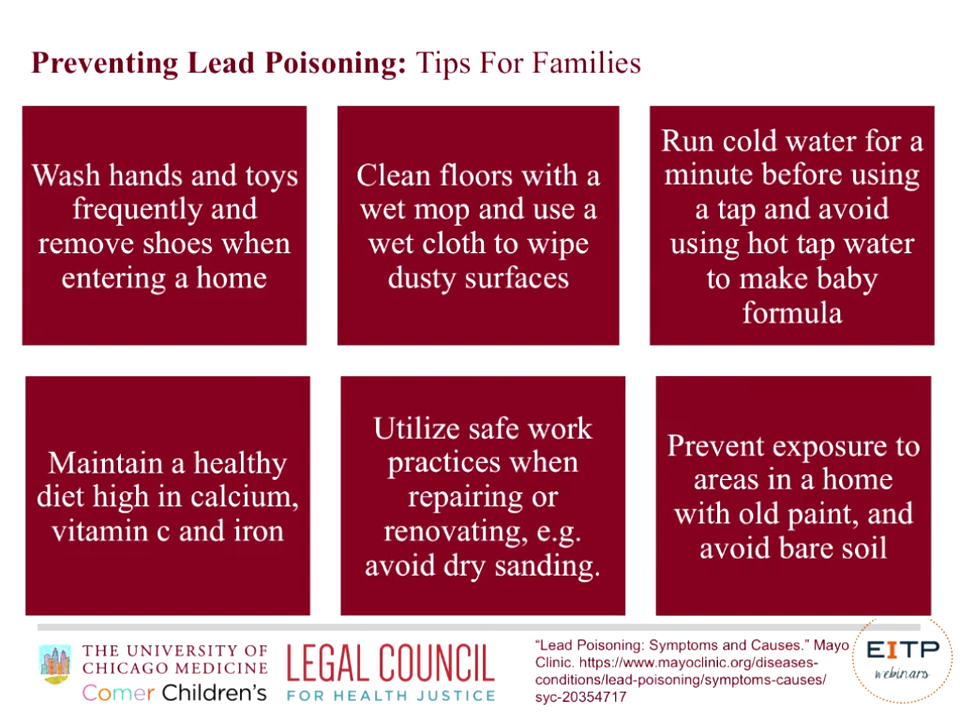 Preventing Lead Poisoning: Tips For Families
Wash hands and toys
frequently and
remove shoes when
entering a home
Clean floors with a
wet mop and use a
wet cloth to wipe
dusty surfaces
Run cold water for a
minute before using
a tap and avoid
using hot tap water
to make baby
formula
Maintain a healthy
diet high in calcium,
vitamin c and iron
Utilize safe work
practices when
repairing or
renovating, e.g.
avoid dry sanding.
Prevent exposure to
areas in a home
with old paint, and
avoid bare soil
THE UNIVERSITY OF
CHICAGO MEDICINE
Comer Children's
LEGAL COUNCIL
FOR HEALTH JUSTICE
“Lead Poisoning: Symptoms and Causes.” Mayo
Clinic. https://www.mayoclinic.org/diseases-
conditions/lead-poisoning/symptoms-causes/
syc-20354717
EITP
webinars